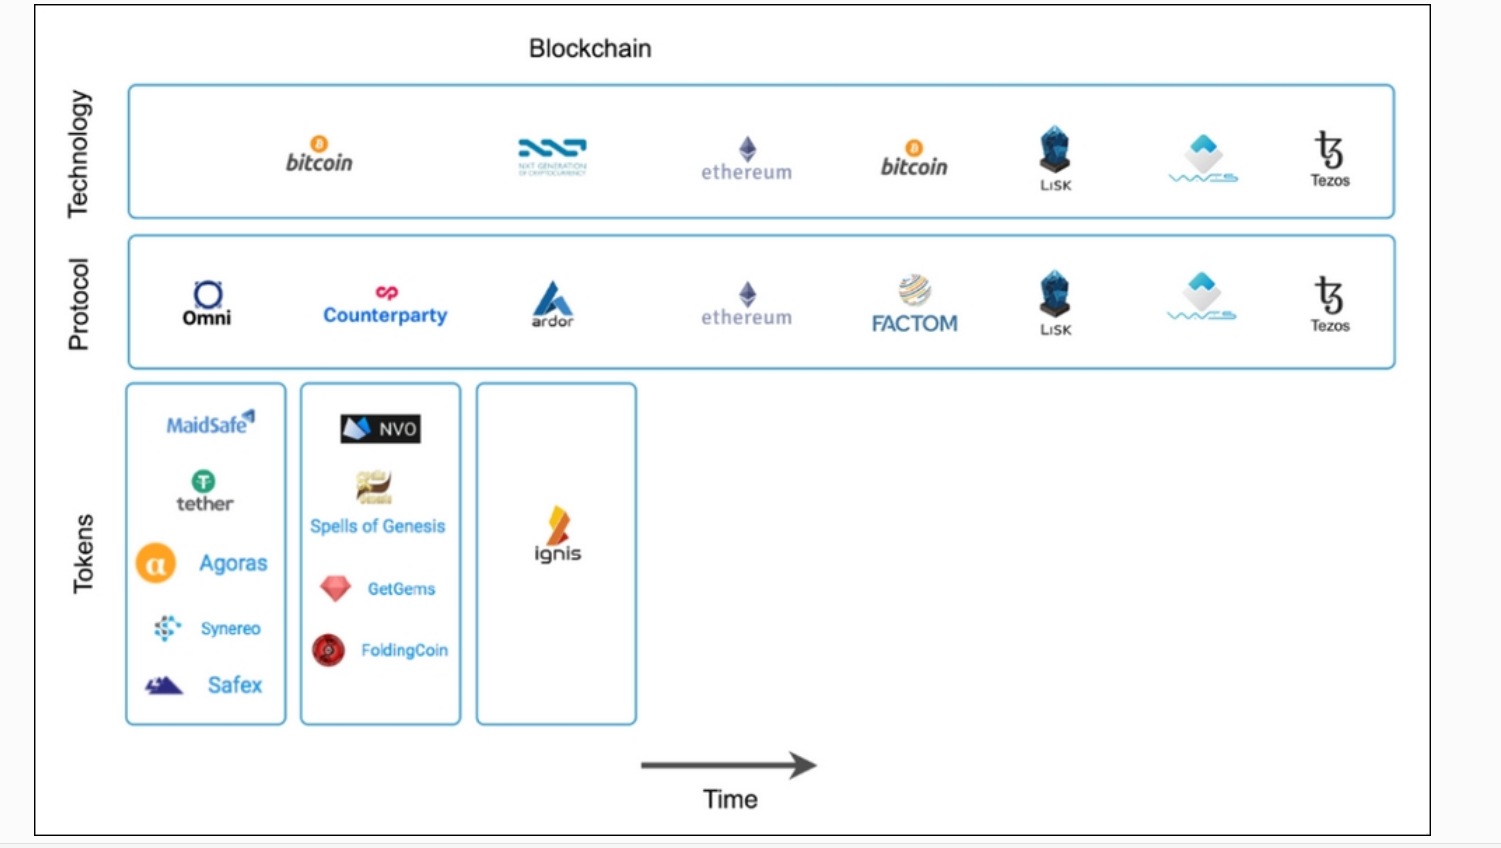 Blockchain
Technology
bitcoin
NXT GENERATION
OF CRYPTOCURRENCY
ethereum
bitcoin
LISK
WAVES
Tezos
Protocol
Omni
Counterparty
ardor
ethereum
FACTOM
LISK
WAVES
Tezos
Tokens
MaidSafe
tether
Agoras
Synereo
Safex
NVO
Spells of Genesis
GetGems
FoldingCoin
ignis
Time